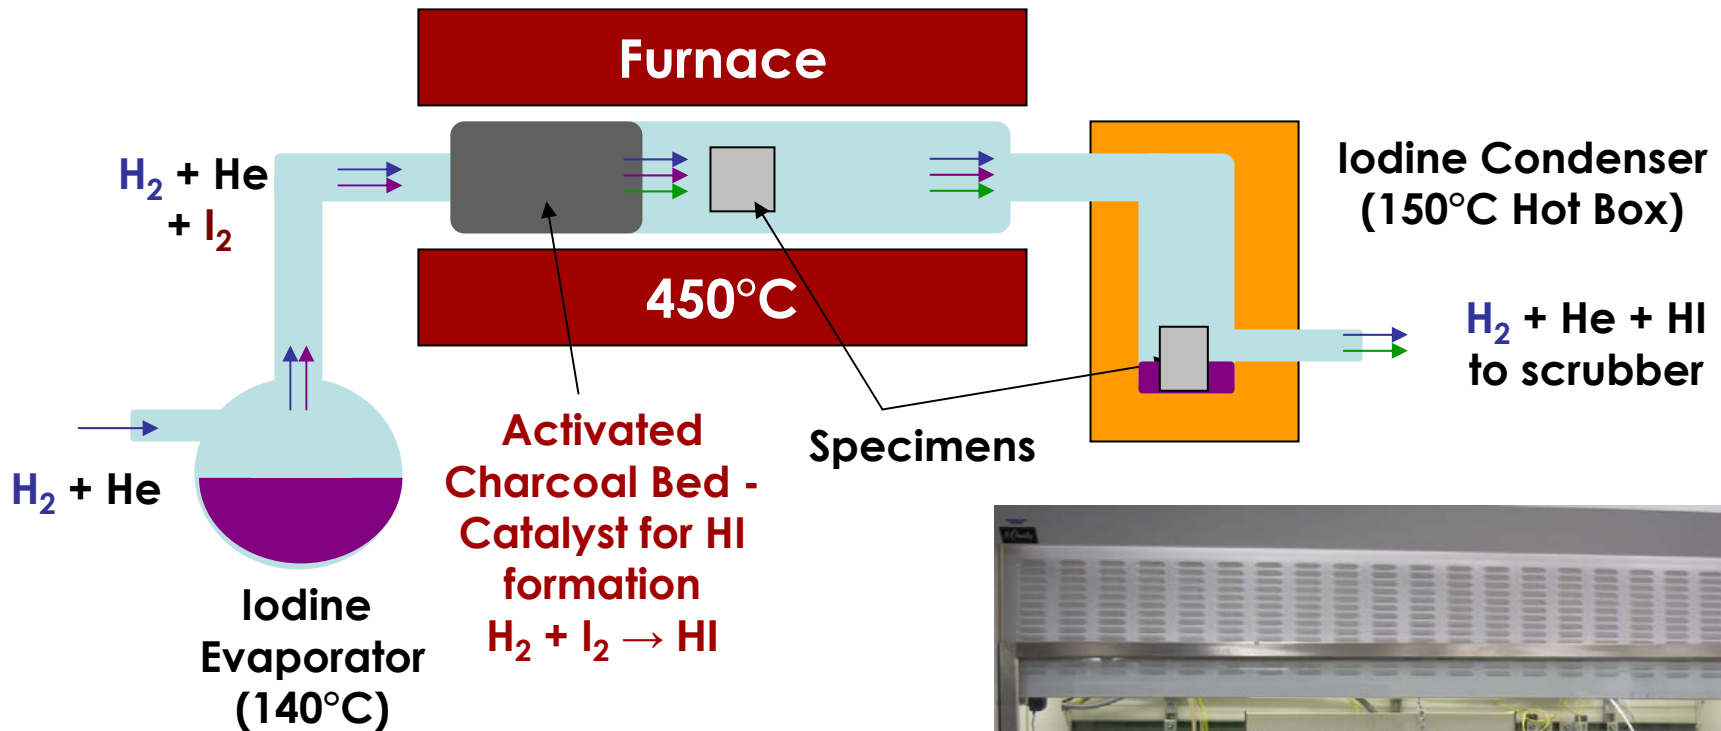 Furnace
450°C
H₂ + He
+ I₂
H₂ + He
Iodine
Evaporator
(140°C)
Activated
Charcoal Bed -
Catalyst for HI
formation
H₂ + I₂ → HI
Specimens
Iodine Condenser
(150°C Hot Box)
H₂ + He + HI
to scrubber